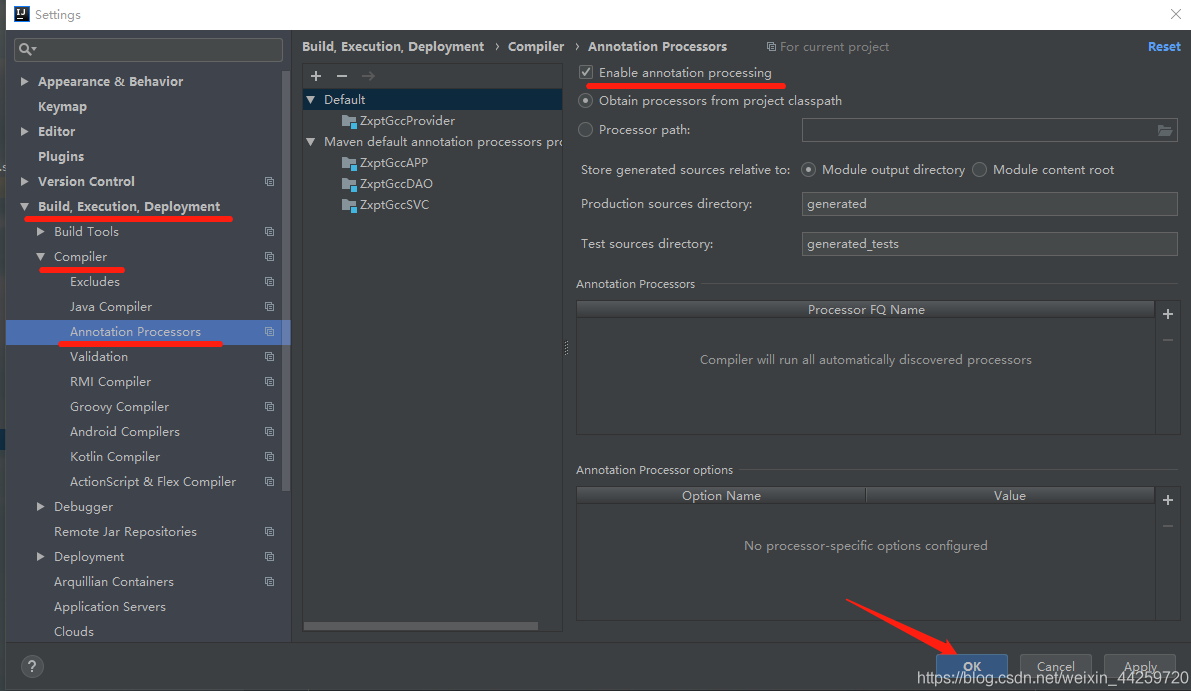 Settings
Appearance & Behavior
Keymap
Editor
Plugins
Version Control
Build, Execution, Deployment
Build Tools
Compiler
Excludes
Java Compiler
Annotation Processors
Validation
RMI Compiler
Groovy Compiler
Android Compilers
Kotlin Compiler
ActionScript & Flex Compiler
Debugger
Remote Jar Repositories
Deployment
Arquillian Containers
Application Servers
Clouds
?
Build, Execution, Deployment › Compiler › Annotation Processors For current project Reset
Default
ZxptGccProvider
Maven default annotation processors pro
ZxptGccAPP
ZxptGccDAO
ZxptGccSVC
Enable annotation processing
Obtain processors from project classpath
Processor path:
Store generated sources relative to: Module output directory Module content root
Production sources directory: generated
Test sources directory: generated_tests
Annotation Processors
Processor FQ Name
Compiler will run all automatically discovered processors
Annotation Processor options
Option Name Value
No processor-specific options configured
OK Cancel Apply
https://blog.csdn.net/weixin_44259720